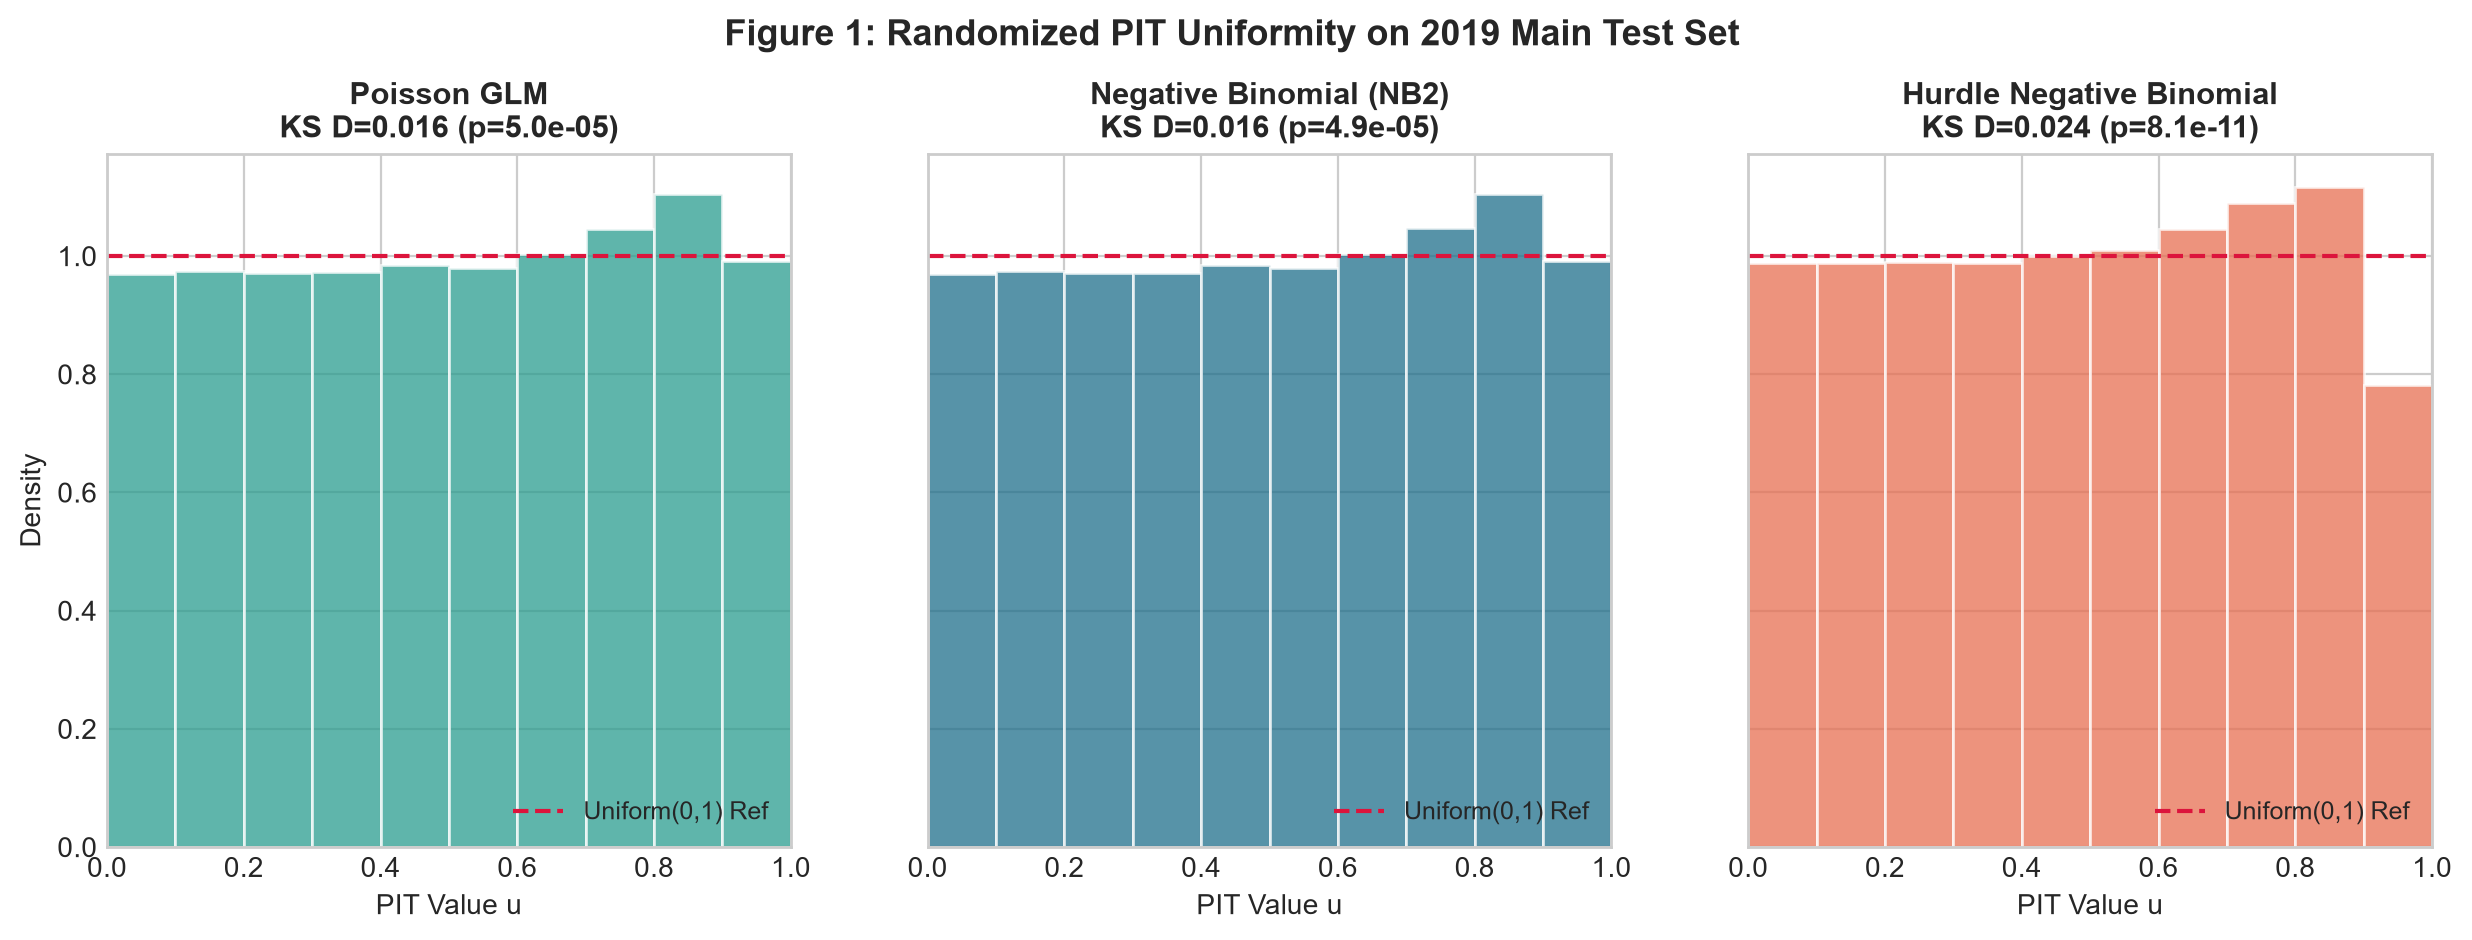 Figure 1: Randomized PIT Uniformity on 2019 Main Test Set
Poisson GLM
KS D=0.016 (p=5.0e-05)
Density
0.0
0.2
0.4
0.6
0.8
1.0
Uniform(0,1) Ref
0.0 0.2 0.4 0.6 0.8 1.0
PIT Value u
Negative Binomial (NB2)
KS D=0.016 (p=4.9e-05)
Uniform(0,1) Ref
0.0 0.2 0.4 0.6 0.8 1.0
PIT Value u
Hurdle Negative Binomial
KS D=0.024 (p=8.1e-11)
Uniform(0,1) Ref
0.0 0.2 0.4 0.6 0.8 1.0
PIT Value u